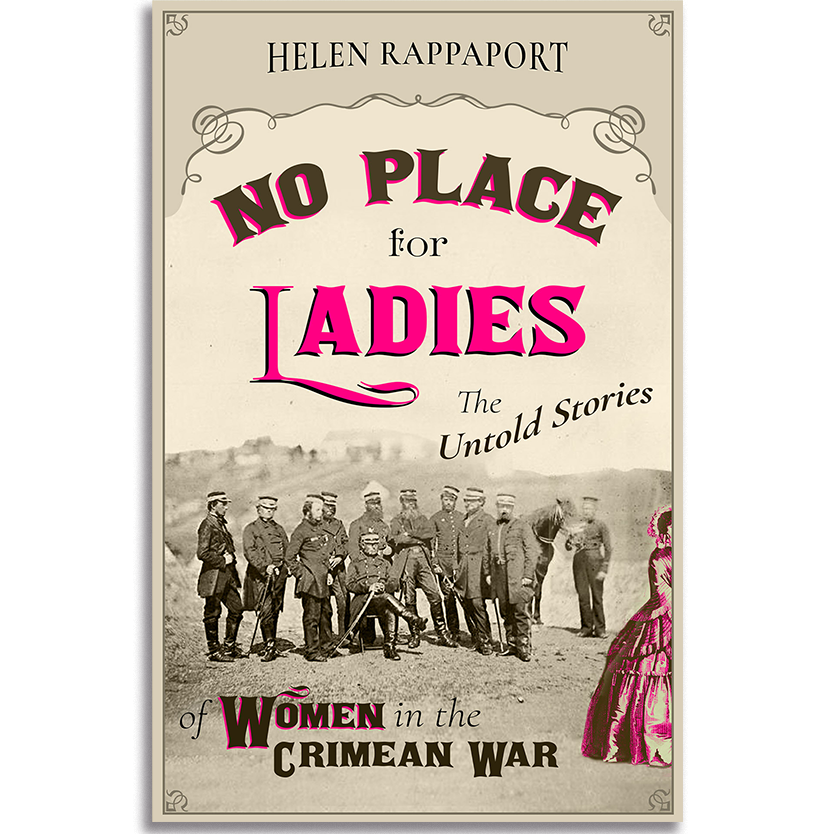 HELEN RAPPAPORT
NO PLACE
for
LADIES
The
Untold Stories
of WOMEN in the
CRIMEAN WAR